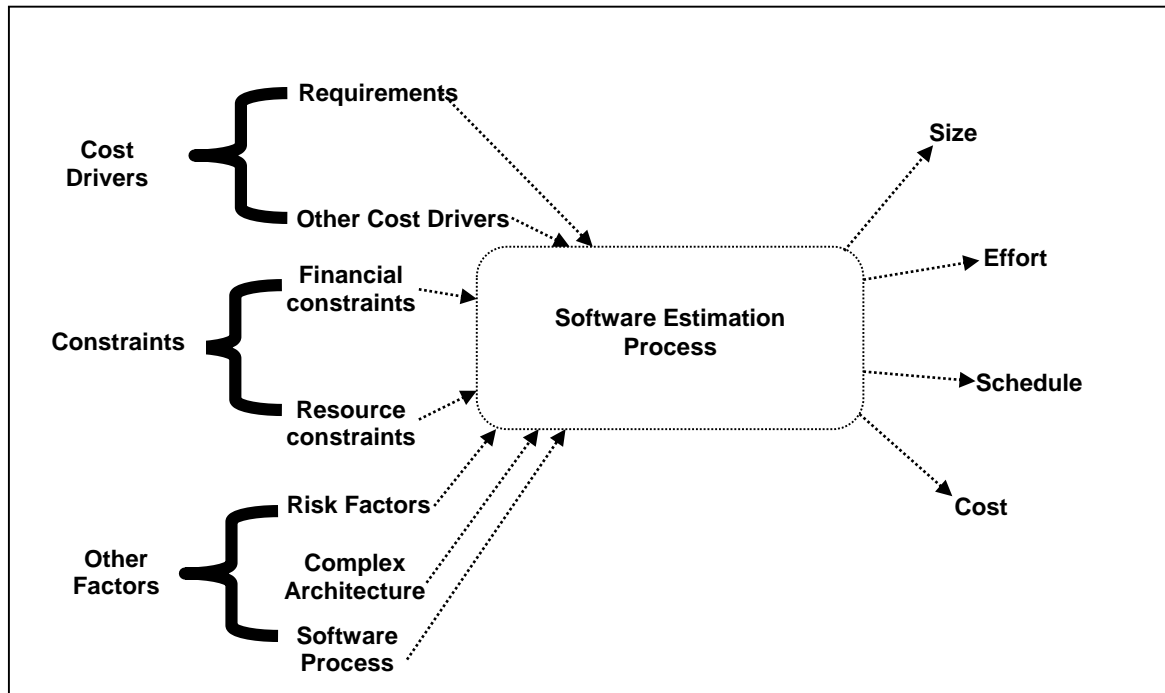 Cost
Drivers
Requirements
Other Cost Drivers
Constraints
Financial
constraints
Resource
constraints
Other
Factors
Risk Factors
Complex
Architecture
Software
Process
Software Estimation
Process
Size
Effort
Schedule
Cost